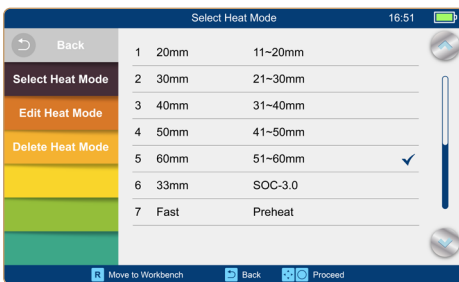 Select Heat Mode 16:51
Back
Select Heat Mode
Edit Heat Mode
Delete Heat Mode
1 20mm 11~20mm
2 30mm 21~30mm
3 40mm 31~40mm
4 50mm 41~50mm
5 60mm 51~60mm
6 33mm SOC-3.0
7 Fast Preheat
R Move to Workbench Back Proceed